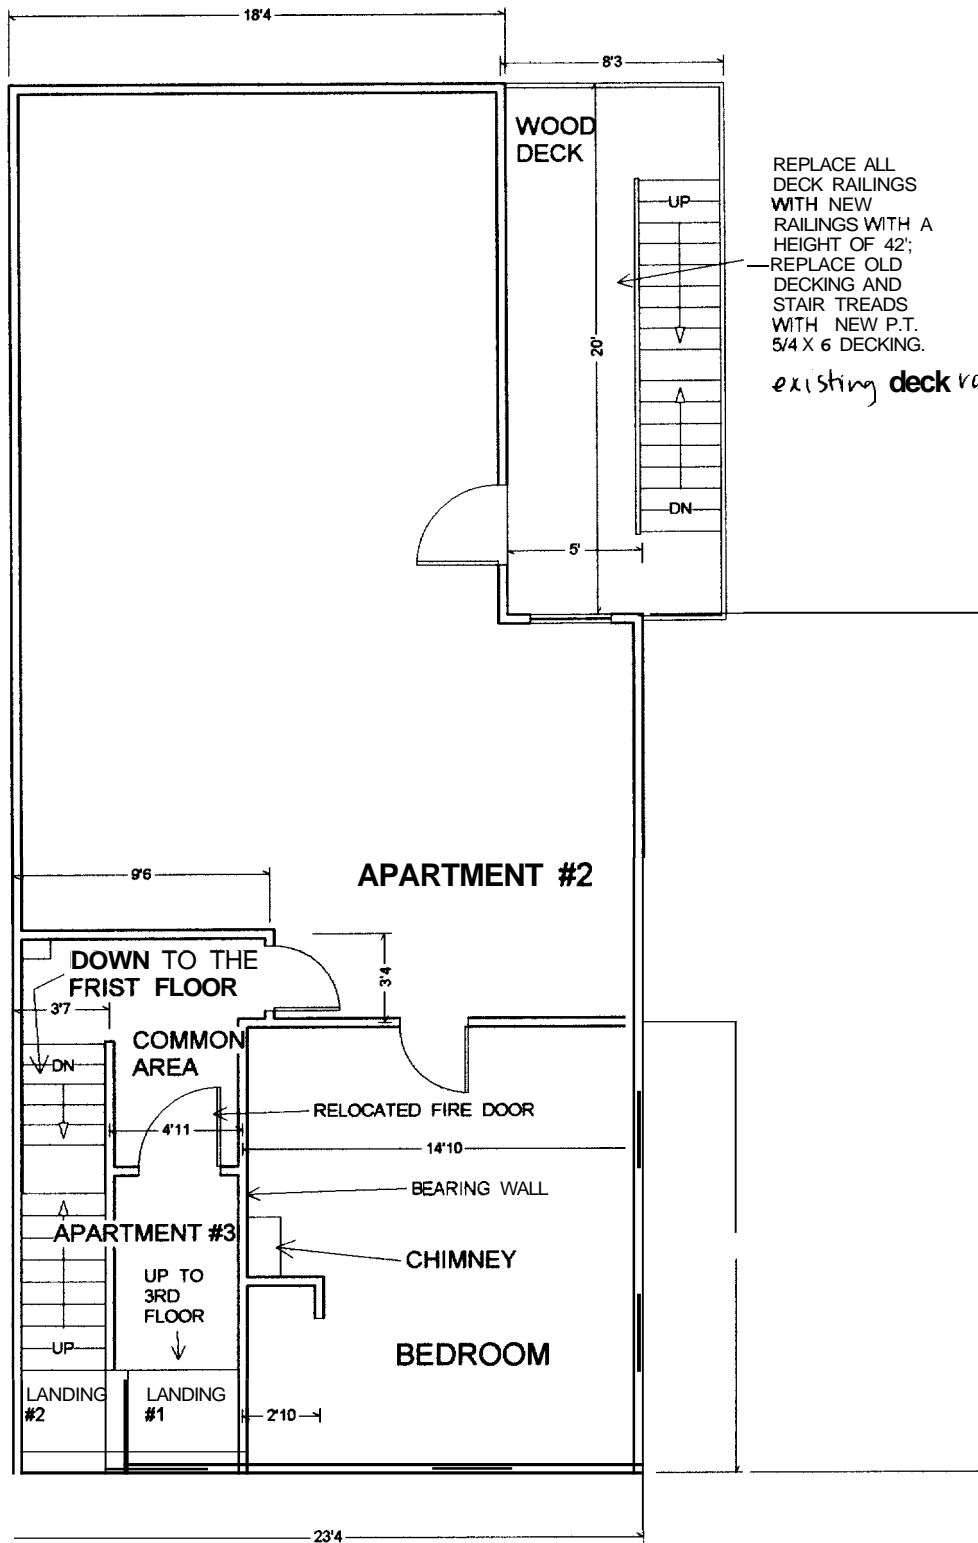 18'4
8'3
WOOD
DECK
REPLACE ALL
DECK RAILINGS
WITH NEW
RAILINGS WITH A
HEIGHT OF 42';
REPLACE OLD
DECKING AND
STAIR TREADS
WITH NEW P.T.
5/4 X 6 DECKING.
existing deck
UP
20'
DN
5'
APARTMENT #2
9'6
DOWN TO THE
FRIST FLOOR
3'4
3'7
COMMON
AREA
DN
RELOCATED FIRE DOOR
4'11
14'10
BEARING WALL
APARTMENT #3
CHIMNEY
UP TO
3RD
FLOOR
UP
BEDROOM
LANDING
#2
LANDING
#1
2'10
23'4